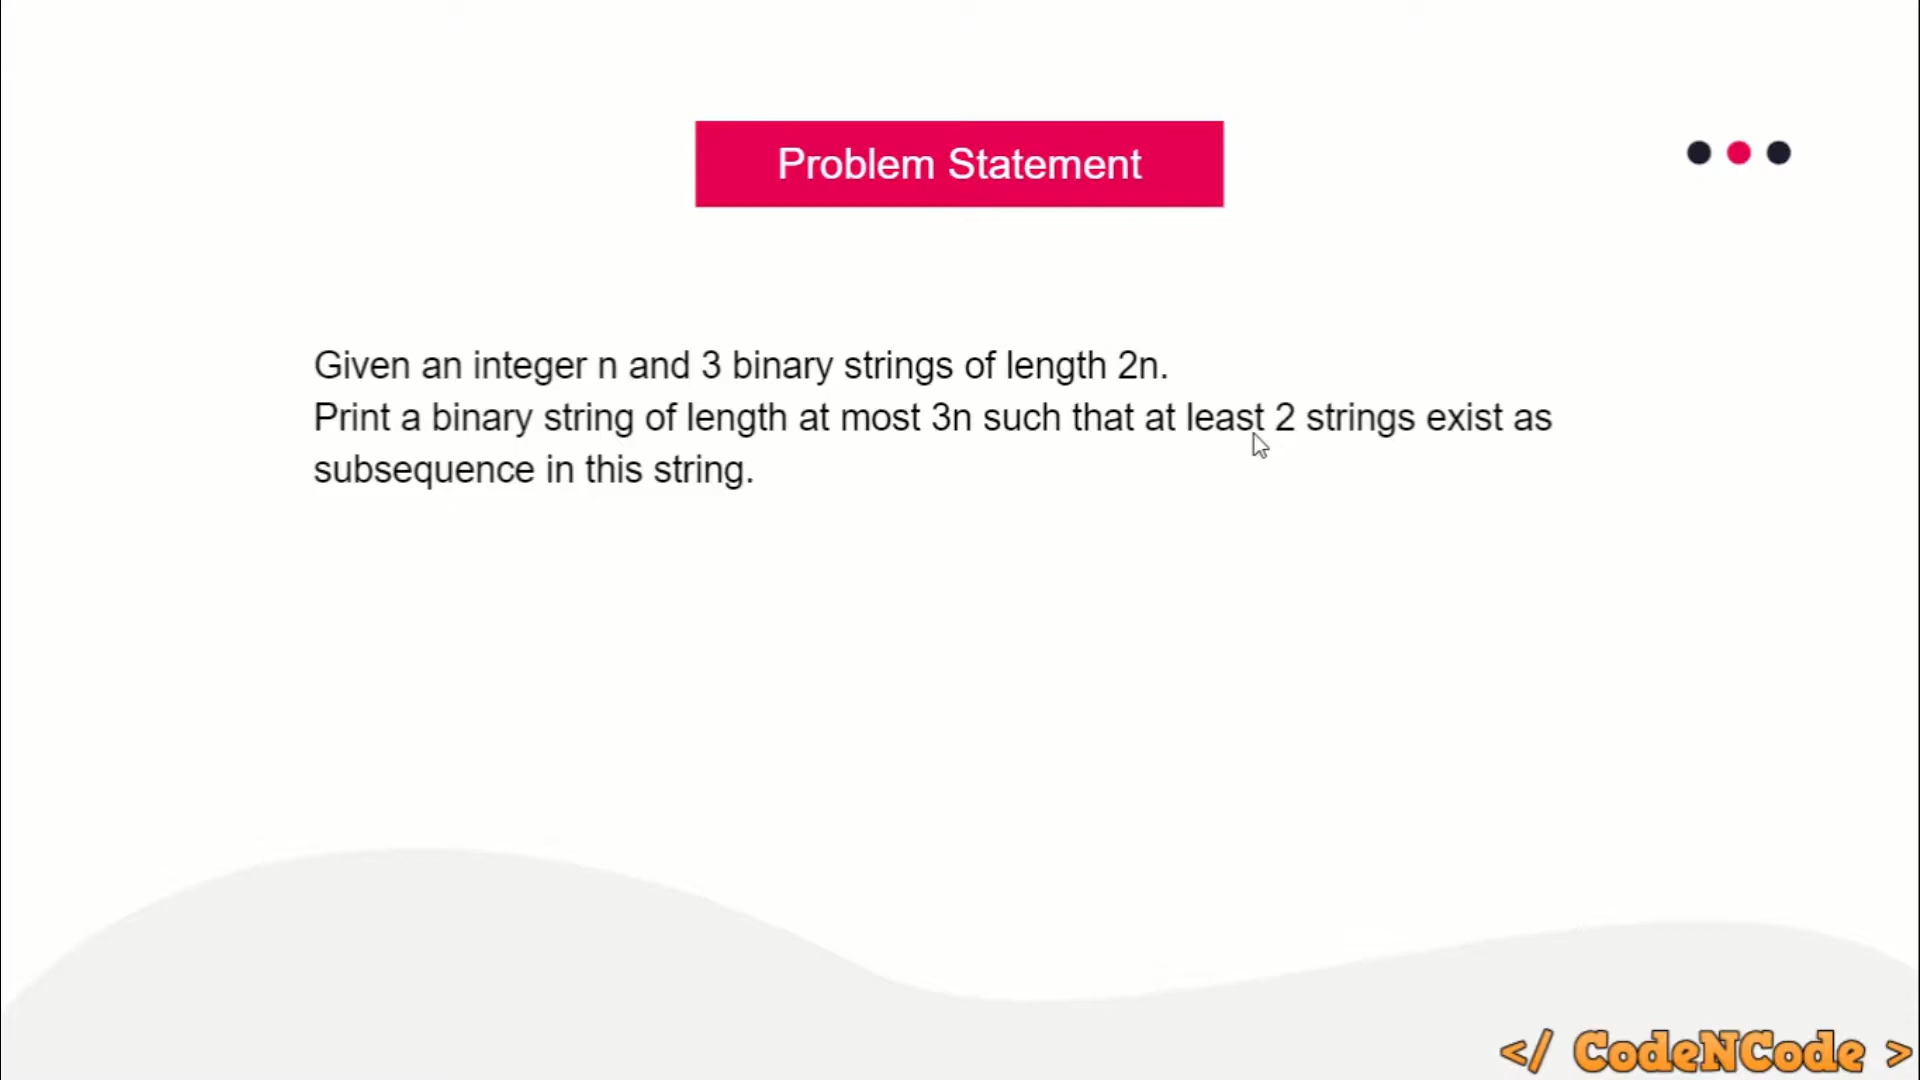 Problem Statement
Given an integer n and 3 binary strings of length 2n.
Print a binary string of length at most 3n such that at least 2 strings exist as
subsequence in this string.
</ CodeNCode >